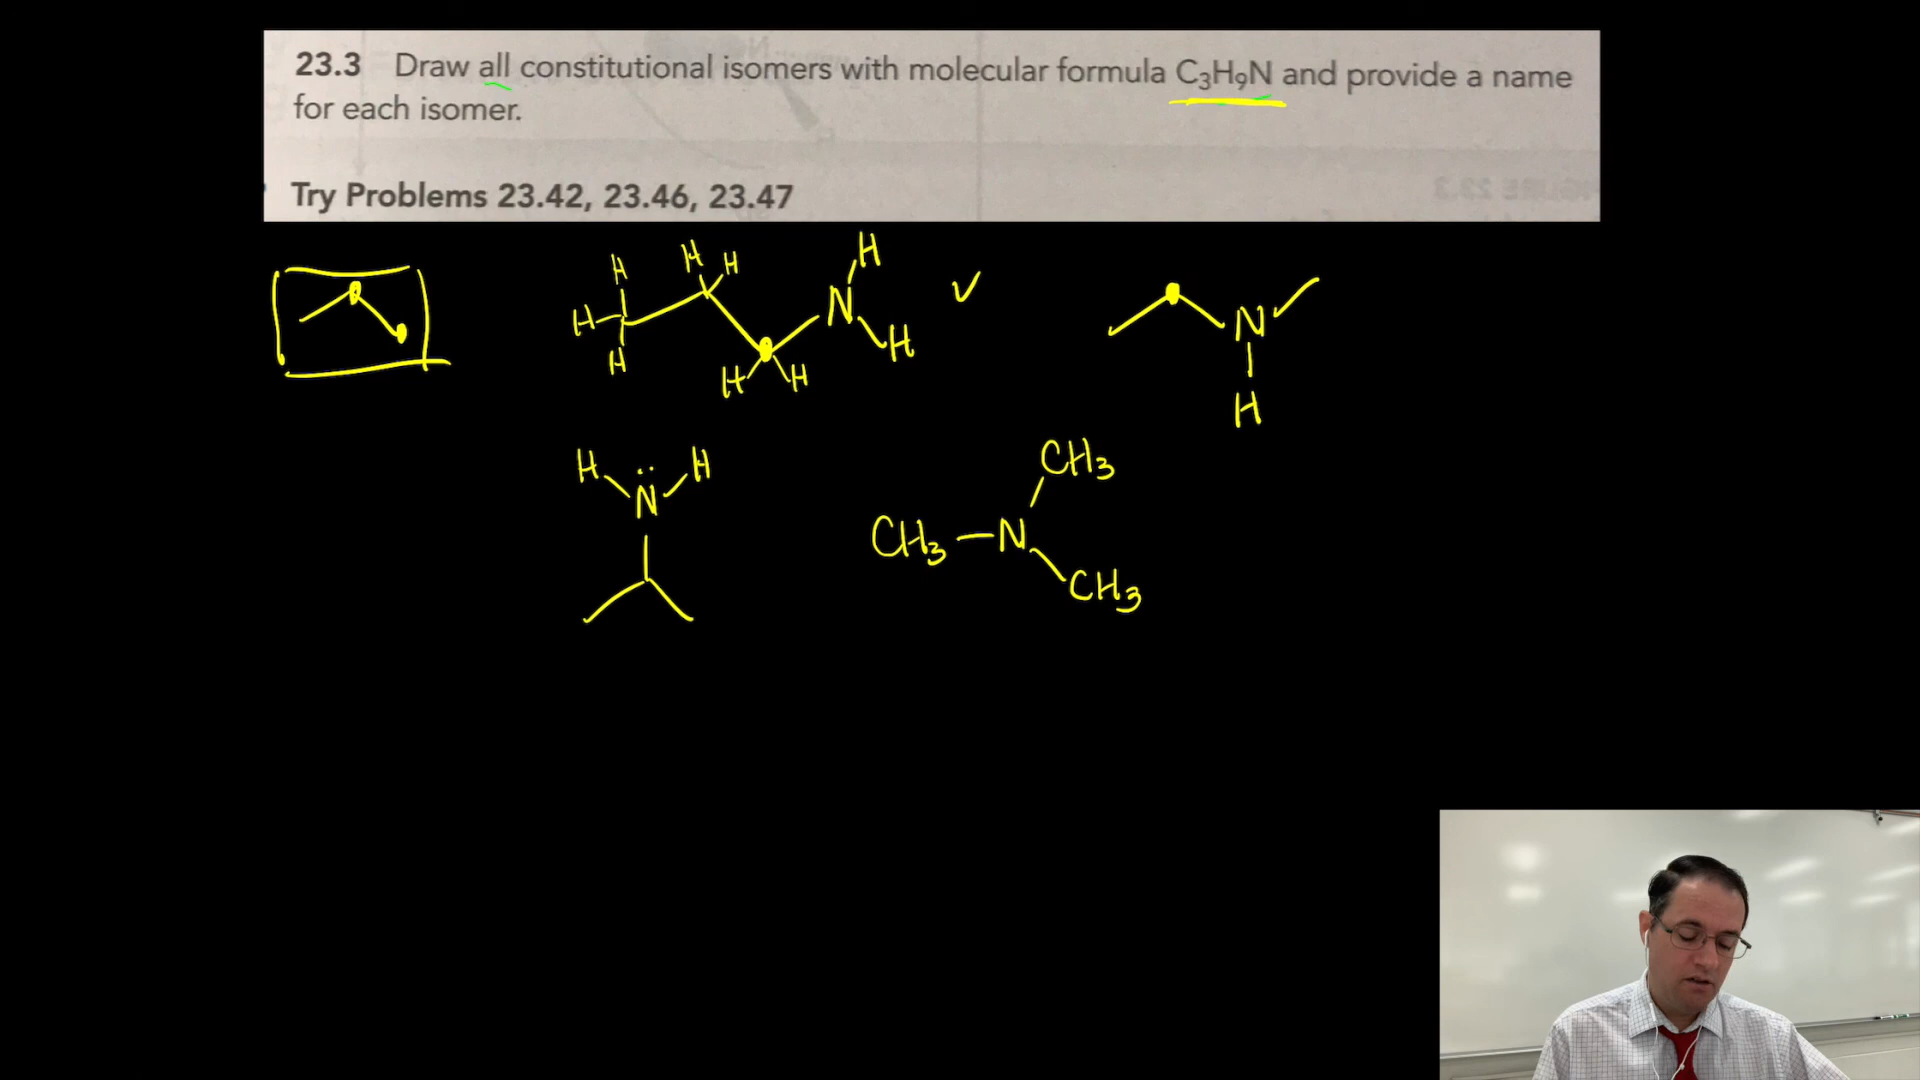 23.3 Draw all constitutional isomers with molecular formula C₃H₉N and provide a name
for each isomer.
Try Problems 23.42, 23.46, 23.47
H
H H
H
H
N
H
H
H H
N
H
H N H
CH₃
CH₃ N
CH₃